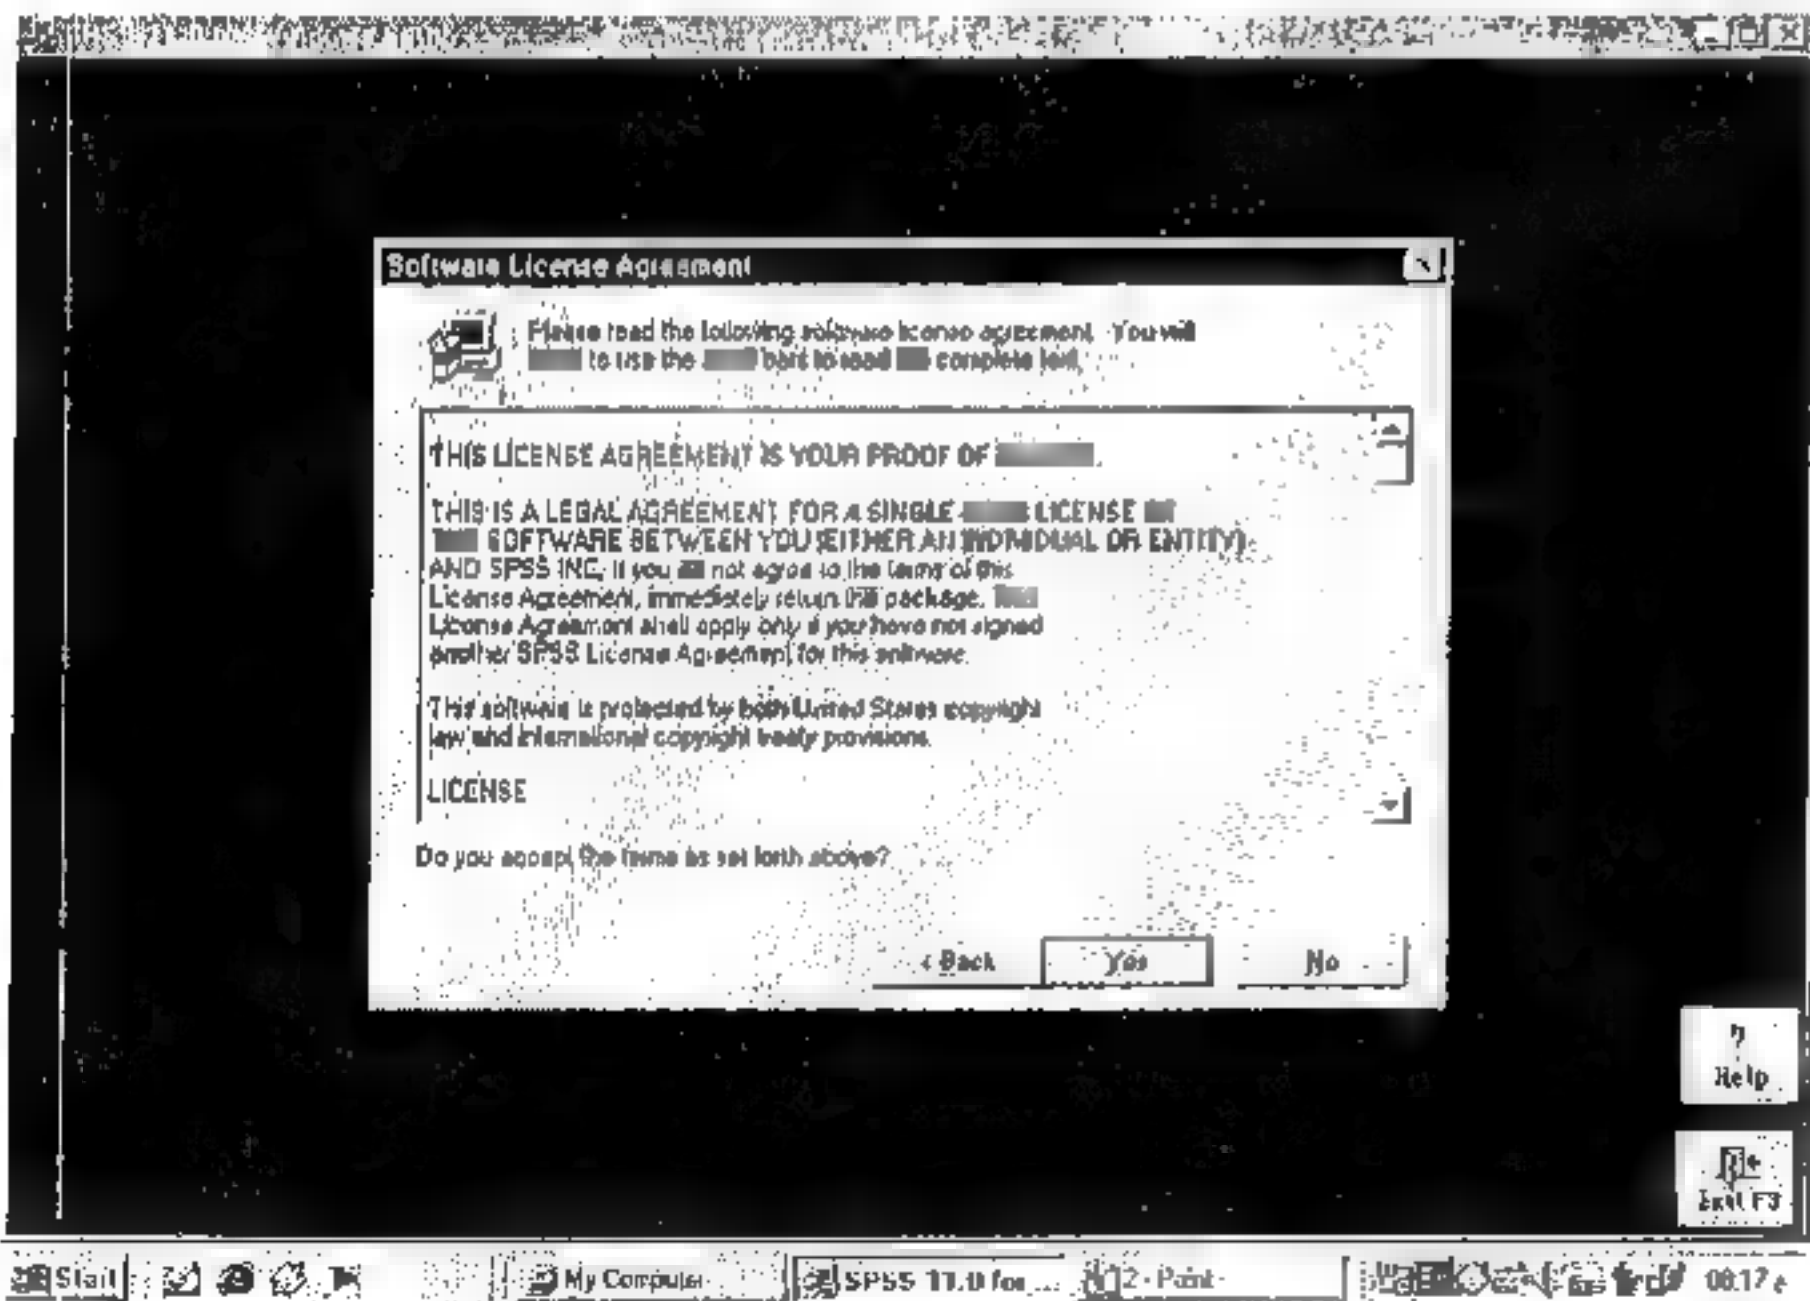 Software License Agreement
Please read the following software license agreement. You will
to use the bars to read complete text.
THIS LICENSE AGREEMENT IS YOUR PROOF OF .
THIS IS A LEGAL AGREEMENT FOR A SINGLE LICENSE
SOFTWARE BETWEEN YOU (EITHER AN INDIVIDUAL OR ENTITY)
AND SPSS INC. If you not agree to the terms of this
License Agreement, immediately return the package.
License Agreement shall apply only if you have not signed
another SPSS License Agreement for this software.
This software is protected by both United States copyright
law and international copyright treaty provisions.
LICENSE
Do you accept the terms as set forth above?
< Back
Yes
No
?
Help
Exit F3
Start
My Computer
SPSS 11.0 for ...
2 - Paint